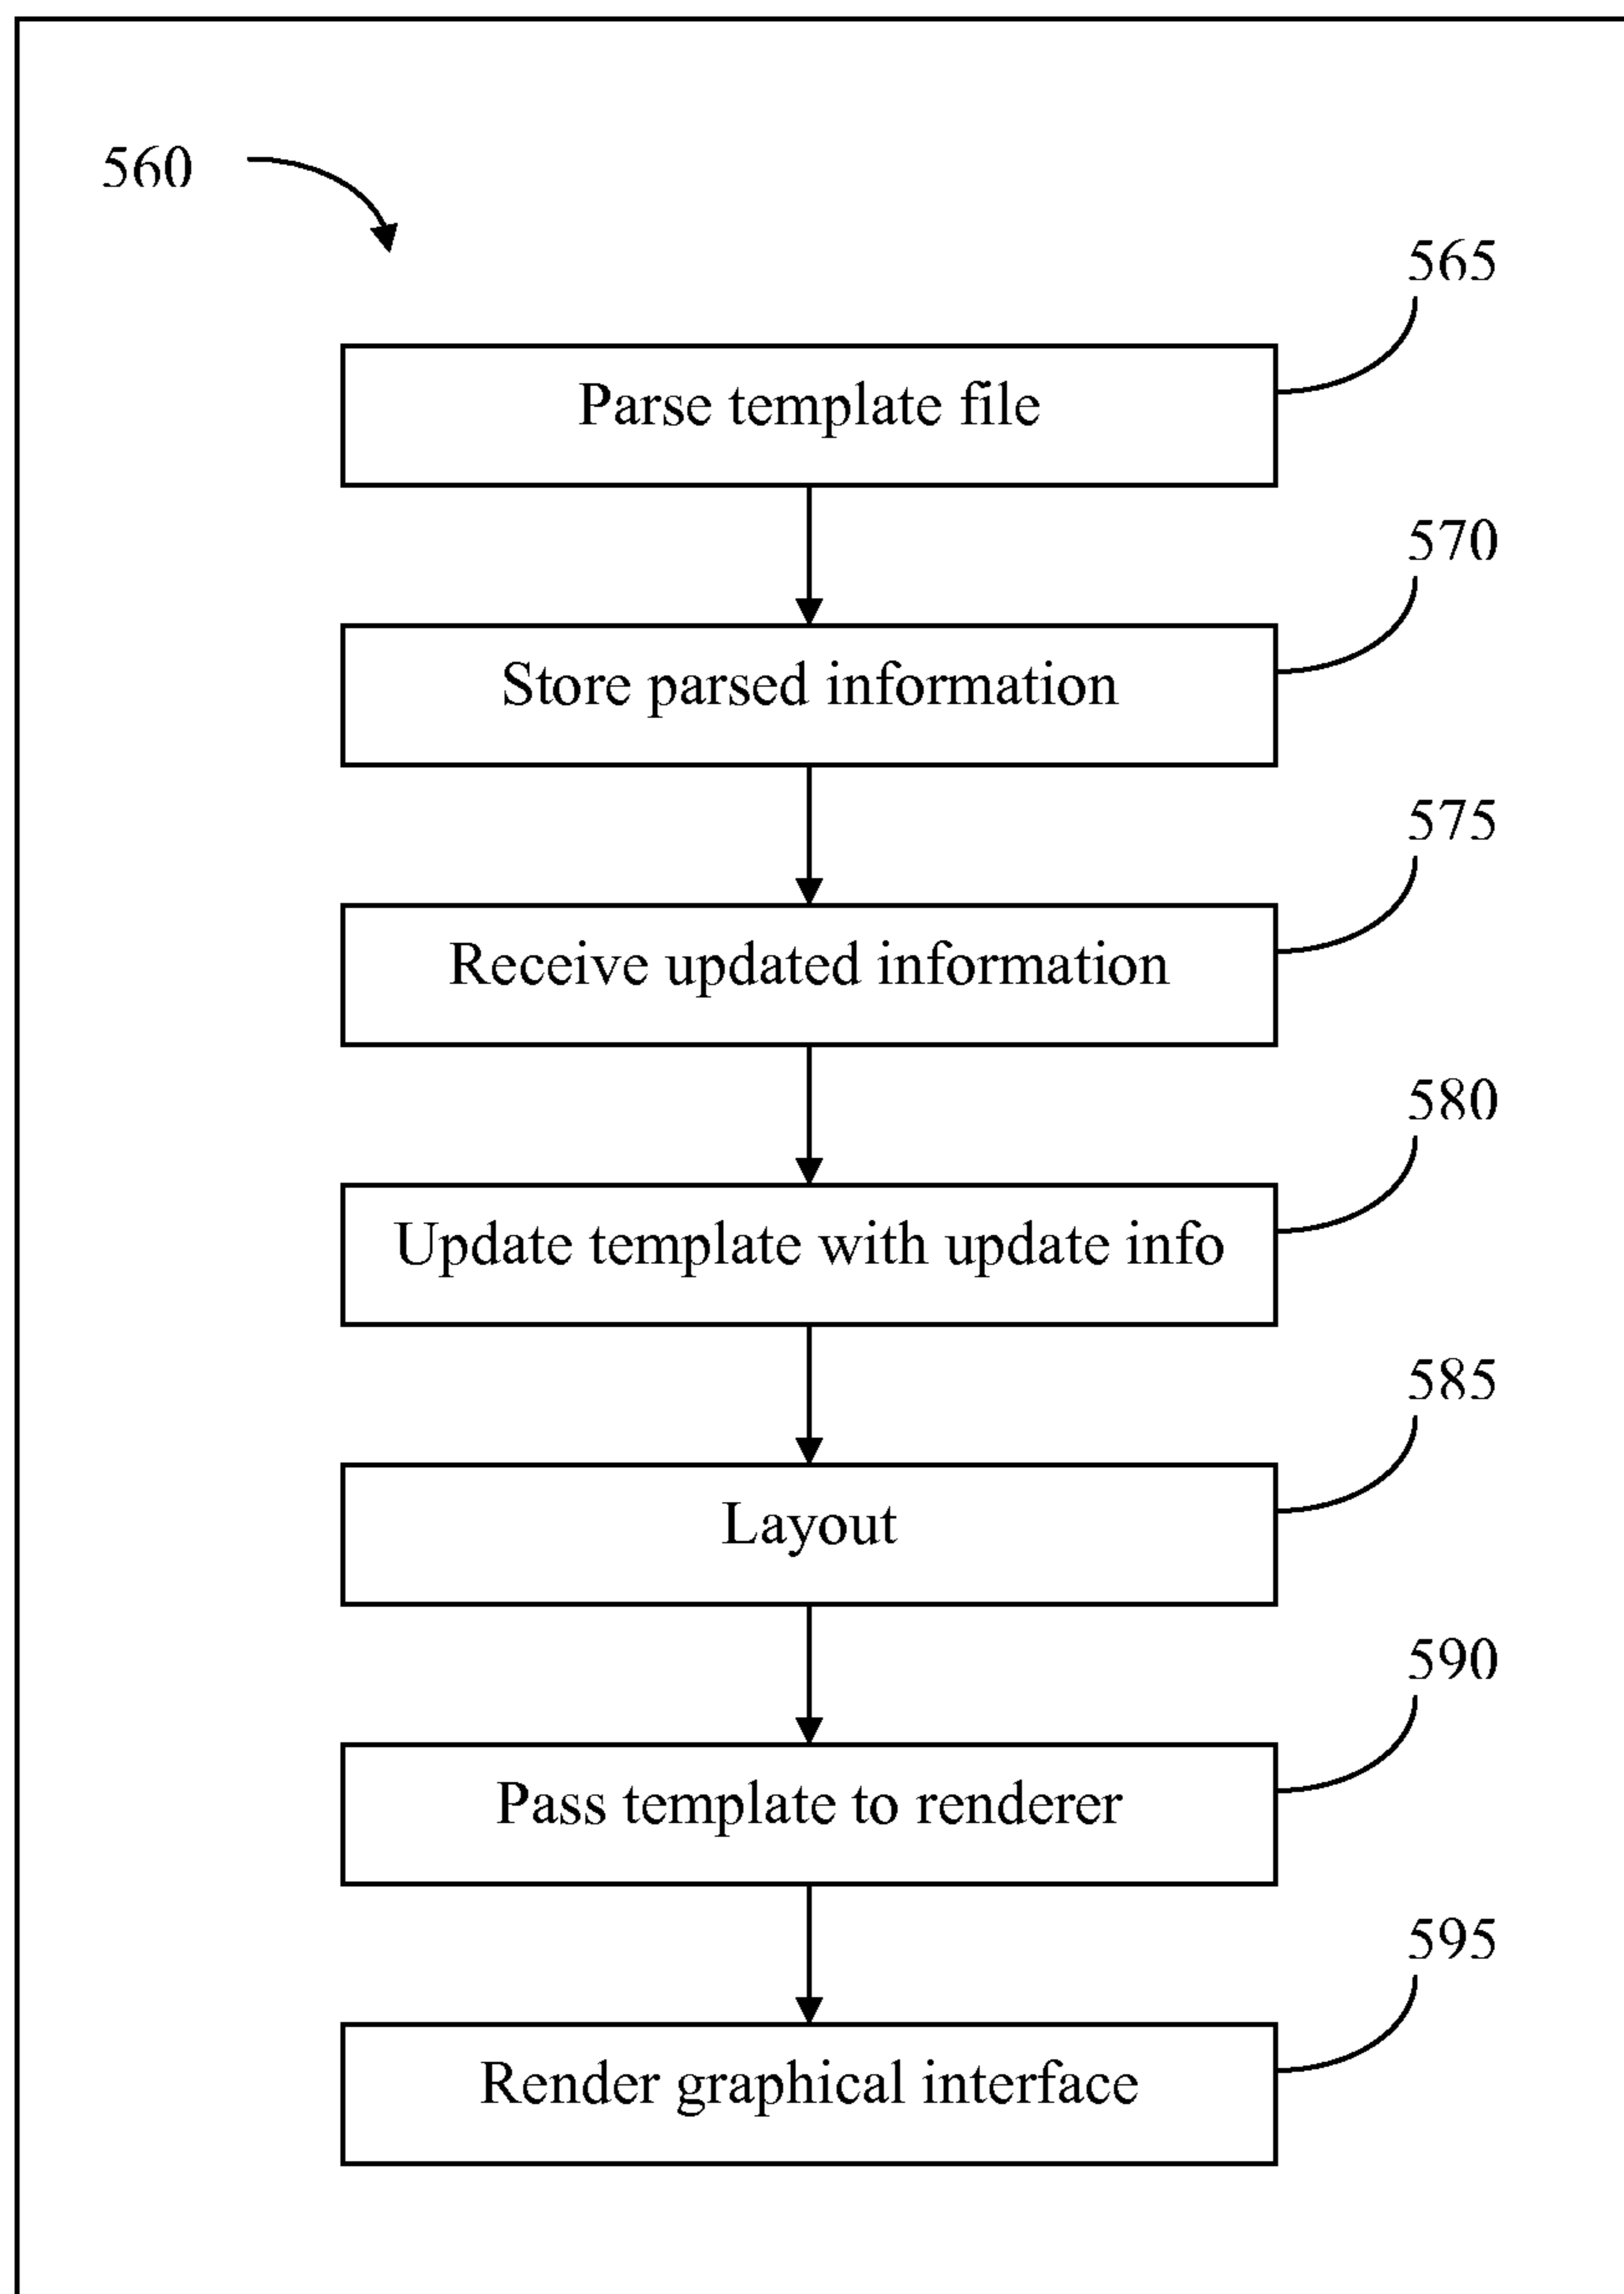 560
565
Parse template file
570
Store parsed information
575
Receive updated information
580
Update template with update info
585
Layout
590
Pass template to renderer
595
Render graphical interface